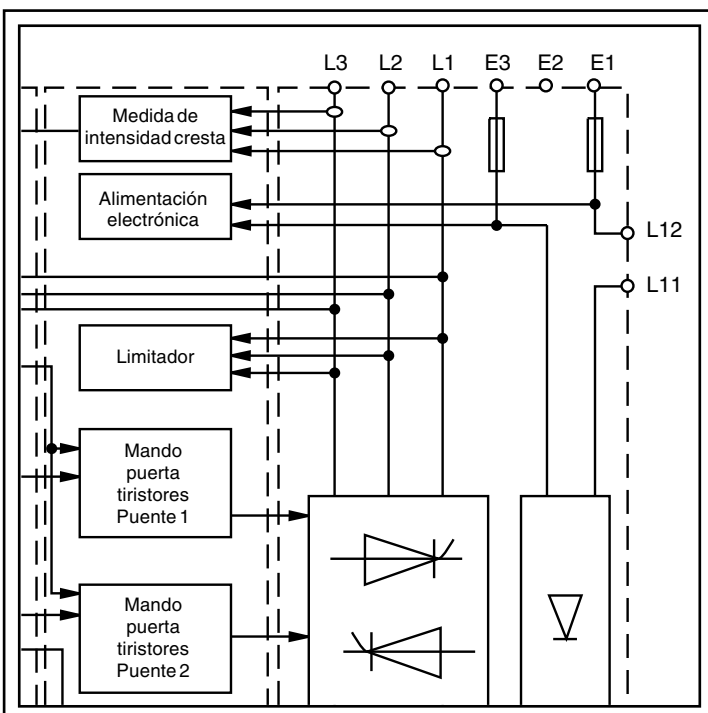 L3 L2 L1 E3 E2 E1
Medida de
intensidad cresta
Alimentación
electrónica
L12
L11
Limitador
Mando
puerta
tiristores
Puente 1
Mando
puerta
tiristores
Puente 2